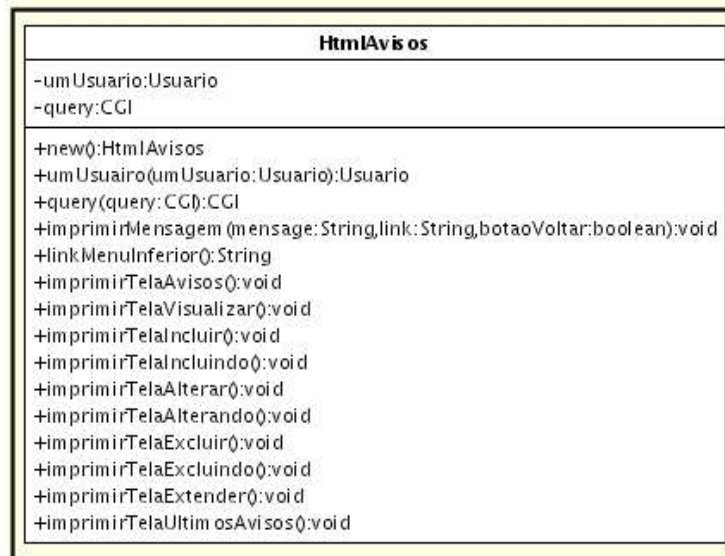 HtmlAvisos
-umUsuario:Usuario
-query:CGI
+new():HtmlAvisos
+umUsuairo(umUsuario:Usuario):Usuario
+query(query:CGI):CGI
+imprimirMensagem(mensage:String,link:String,botaoVoltar:boolean):void
+linkMenuInferior():String
+imprimirTelaAvisos():void
+imprimirTelaVisualizar():void
+imprimirTelaIncluir():void
+imprimirTelaIncluindo():void
+imprimirTelaAlterar():void
+imprimirTelaAlterando():void
+imprimirTelaExcluir():void
+imprimirTelaExcluindo():void
+imprimirTelaExtender():void
+imprimirTelaUltimosAvisos():void